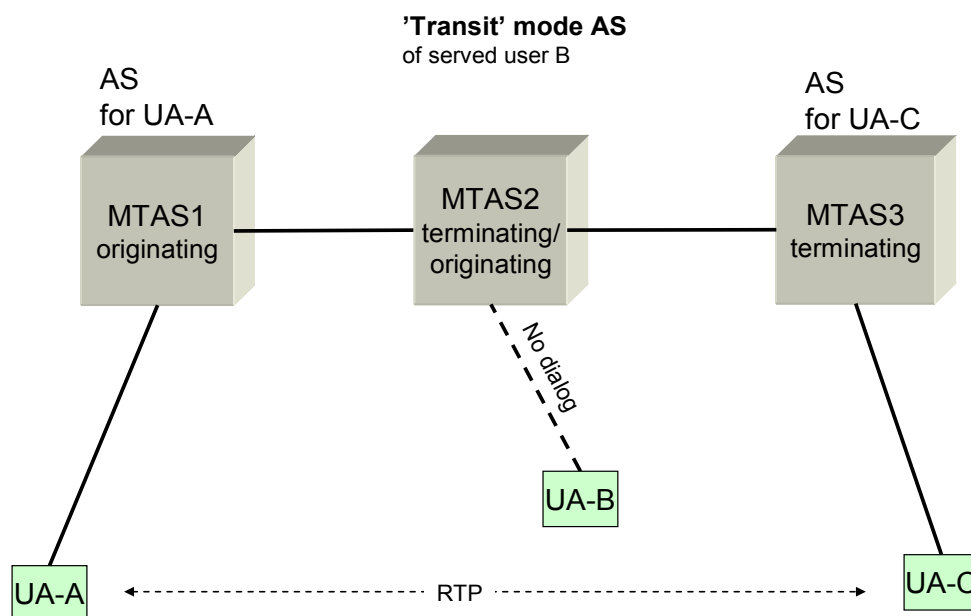 ’Transit’ mode AS
of served user B
AS
for UA-A
AS
for UA-C
MTAS1
originating
MTAS2
terminating/
originating
MTAS3
terminating
No dialog
UA-B
UA-A
RTP
UA-C